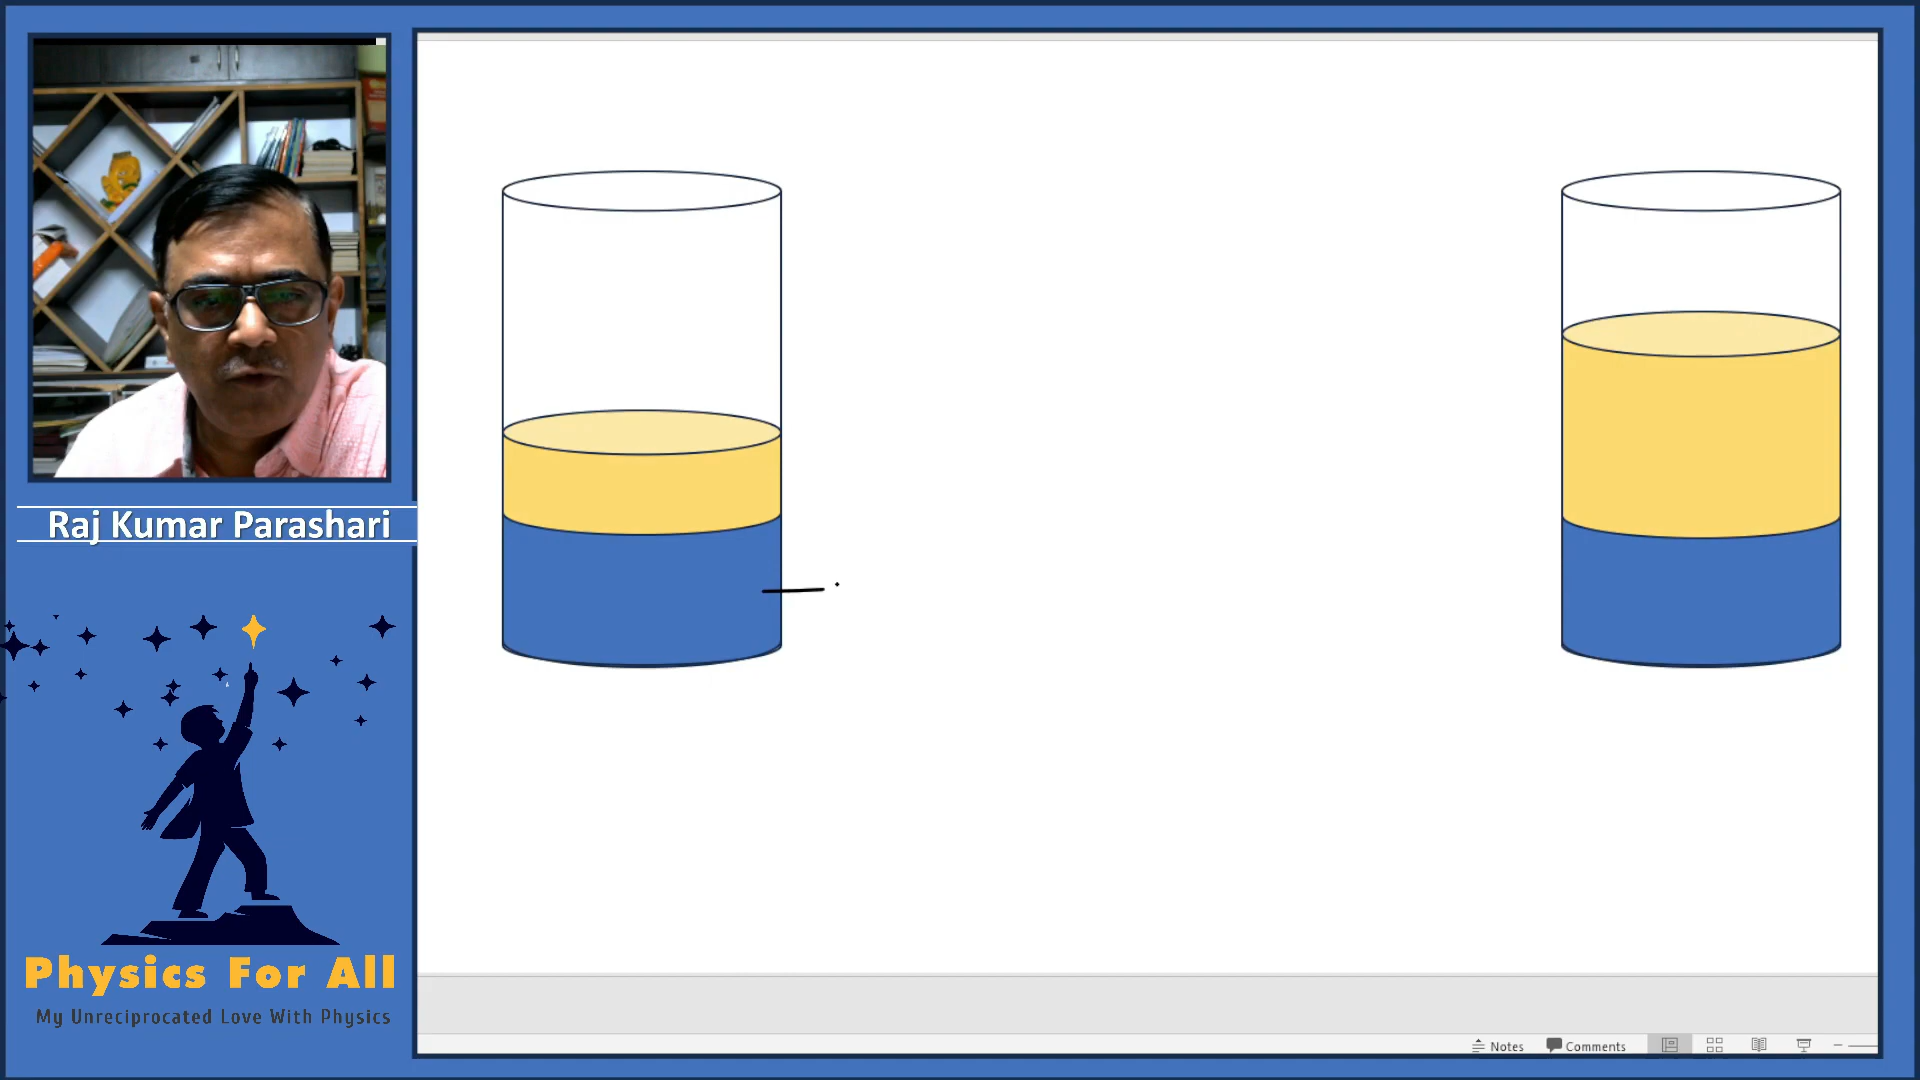 Raj Kumar Parashari
Physics For All
My Unreciprocated Love With Physics
Notes
Comments